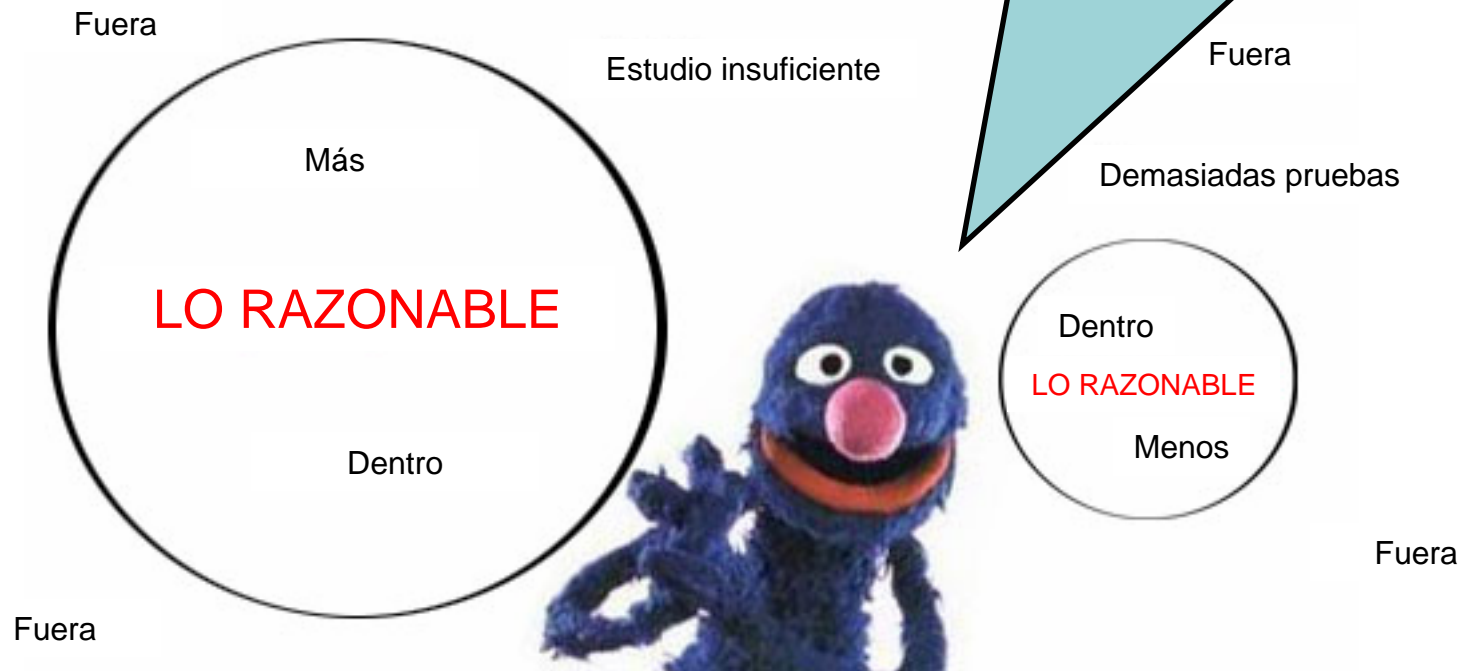 Fuera
Estudio insuficiente
Fuera
Más
Demasiadas pruebas
LO RAZONABLE
Dentro
LO RAZONABLE
Menos
Dentro
Fuera
Fuera